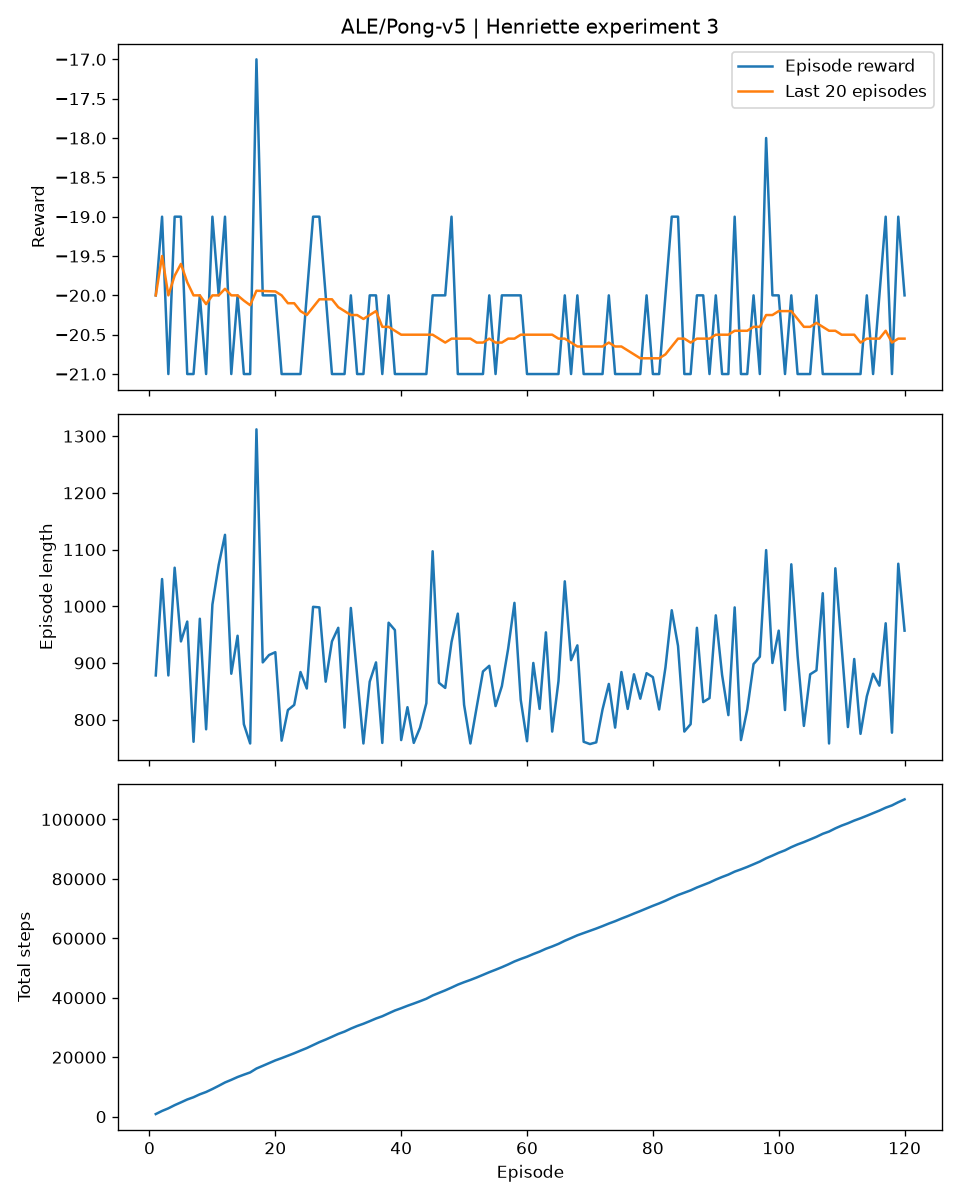 ALE/Pong-v5 | Henriette experiment 3
Episode reward
Last 20 episodes
Reward
−17.0
−17.5
−18.0
−18.5
−19.0
−19.5
−20.0
−20.5
−21.0
Episode length
1300
1200
1100
1000
900
800
Total steps
100000
80000
60000
40000
20000
0
0 20 40 60 80 100 120
Episode